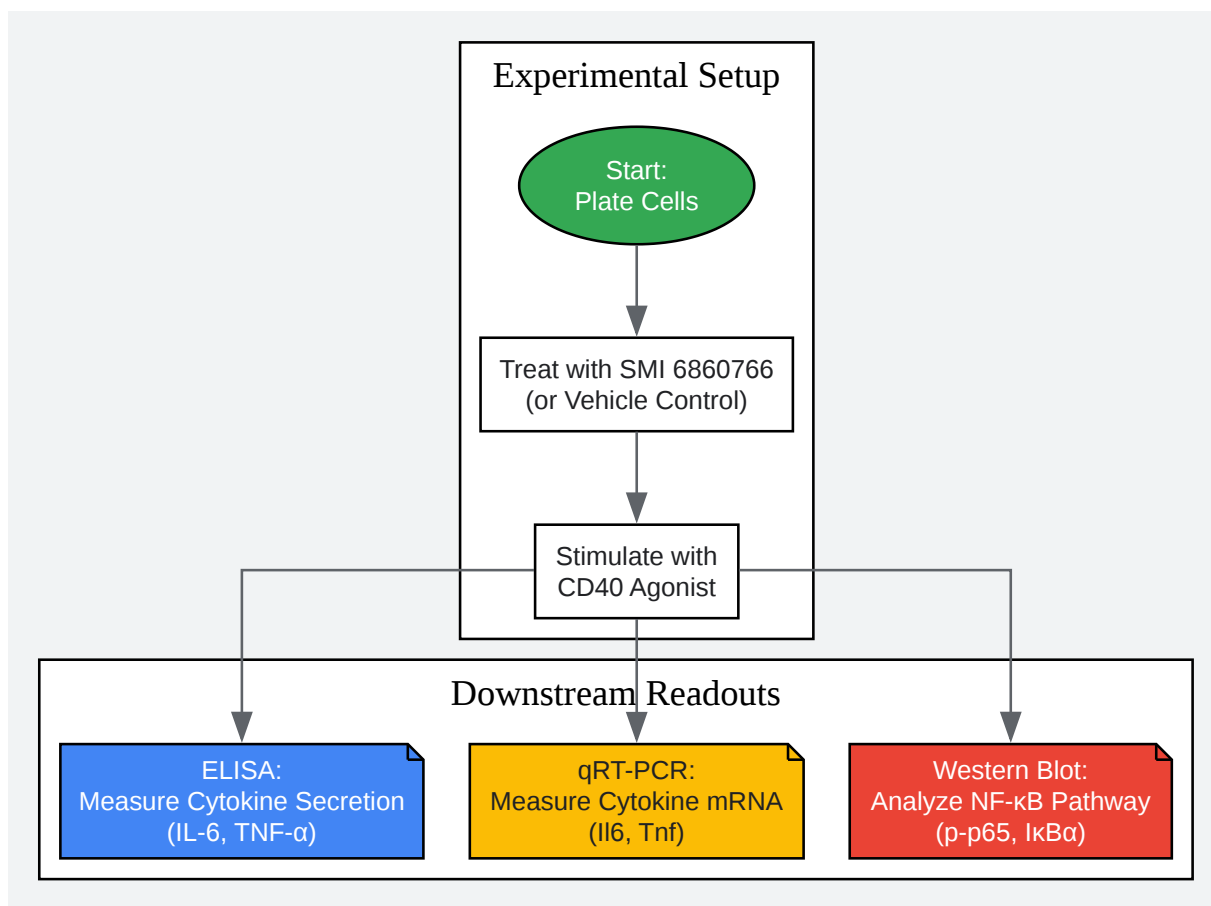 Experimental Setup
Start:
Plate Cells
Treat with SMI 6860766
(or Vehicle Control)
Stimulate with
CD40 Agonist
Downstream Readouts
ELISA:
Measure Cytokine Secretion
(IL-6, TNF-α)
qRT-PCR:
Measure Cytokine mRNA
(Il6, Tnf)
Western Blot:
Analyze NF-κB Pathway
(p-p65, IκBα)